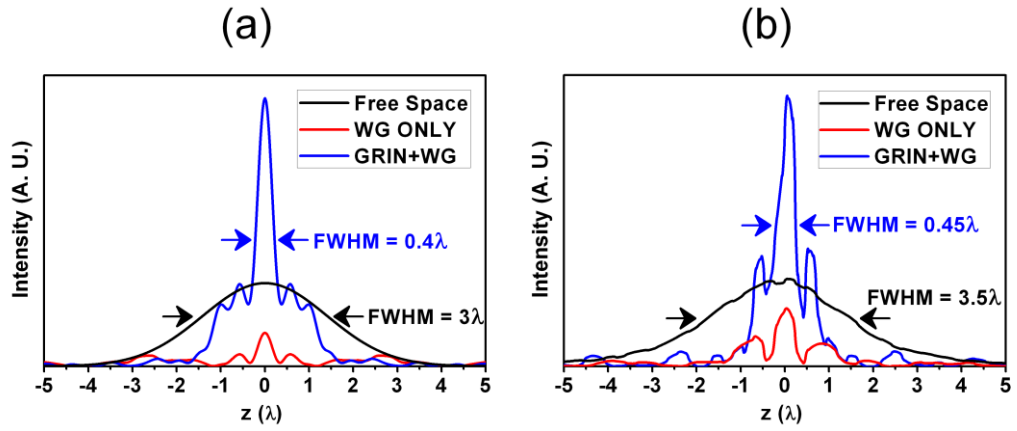 (a)
Intensity (A. U.)
Free Space
WG ONLY
GRIN+WG
FWHM = 0.4λ
FWHM = 3λ
-5 -4 -3 -2 -1 0 1 2 3 4 5
z (λ)
(b)
Intensity (A. U.)
Free Space
WG ONLY
GRIN+WG
FWHM = 0.45λ
FWHM = 3.5λ
-5 -4 -3 -2 -1 0 1 2 3 4 5
z (λ)